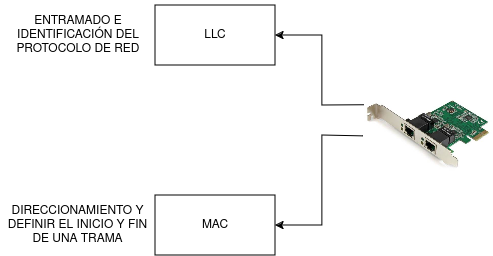 ENTRAMADO E
IDENTIFICACIÓN DEL
PROTOCOLO DE RED
LLC
DIRECCIONAMIENTO Y
DEFINIR EL INICIO Y FIN
DE UNA TRAMA
MAC